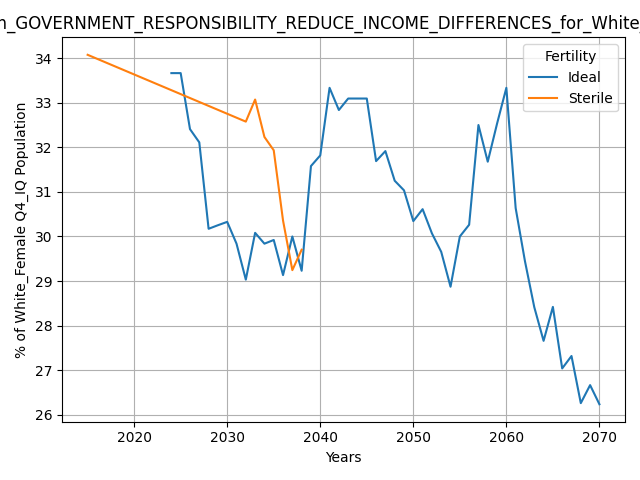 n_GOVERNMENT_RESPONSIBILITY_REDUCE_INCOME_DIFFERENCES_for_White_
Fertility
Ideal
Sterile
% of White_Female Q4_IQ Population
34
33
32
31
30
29
28
27
26
2020
2030
2040
2050
2060
2070
Years